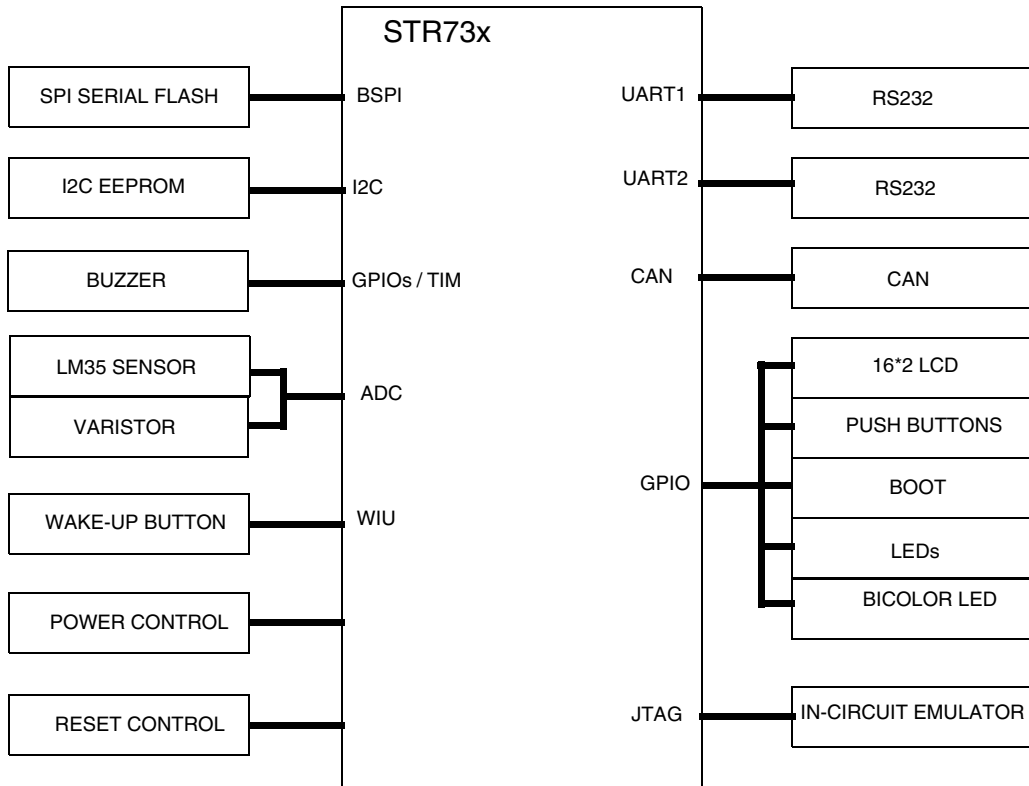 STR73x
SPI SERIAL FLASH
BSPI
UART1
RS232
I2C EEPROM
I2C
UART2
RS232
BUZZER
GPIOs / TIM
CAN
CAN
LM35 SENSOR
VARISTOR
ADC
16*2 LCD
PUSH BUTTONS
GPIO
BOOT
LEDs
BICOLOR LED
WAKE-UP BUTTON
WIU
POWER CONTROL
RESET CONTROL
JTAG
IN-CIRCUIT EMULATOR